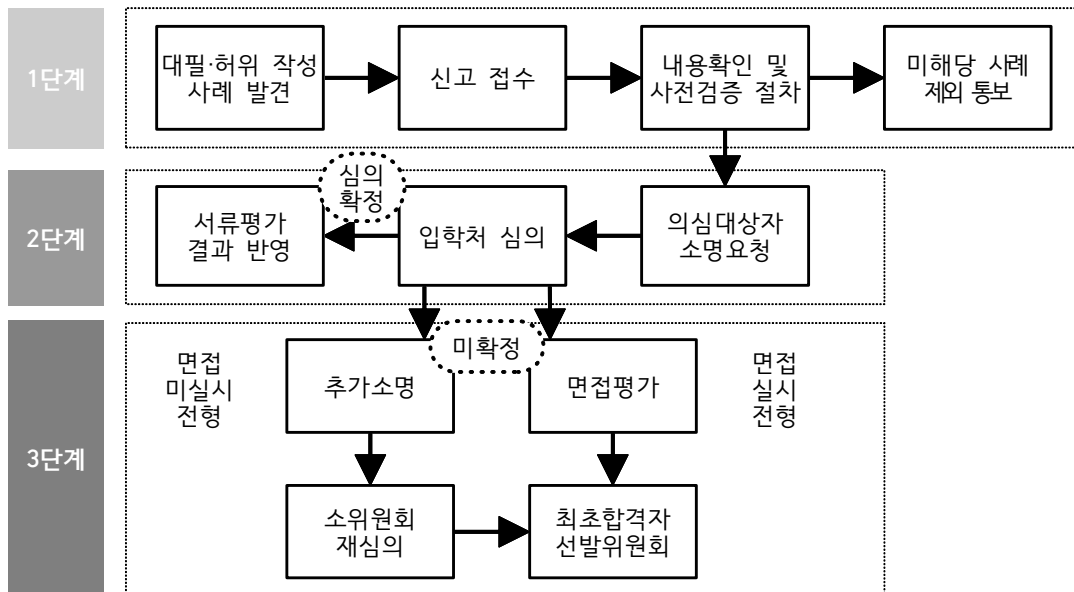 1단계
대필·허위 작성
사례 발견
신고 접수
내용확인 및
사전검증 절차
미해당 사례
제외 통보
2단계
심의
확정
서류평가
결과 반영
입학처 심의
의심대상자
소명요청
3단계
면접
미실시
전형
미확정
추가소명
면접평가
면접
실시
전형
소위원회
재심의
최초합격자
선발위원회